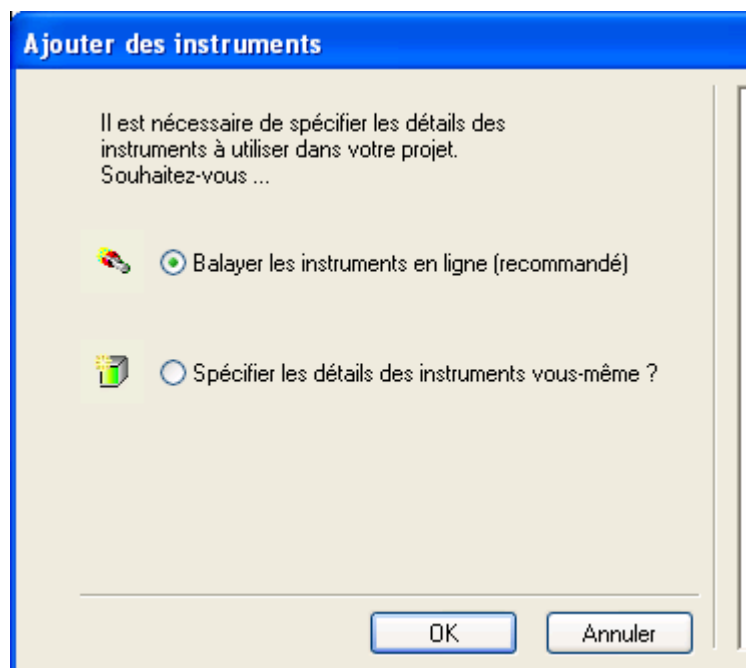 Ajouter des instruments
Il est nécessaire de spécifier les détails des
instruments à utiliser dans votre projet.
Souhaitez-vous ...
Balayer les instruments en ligne (recommandé)
Spécifier les détails des instruments vous-même ?
OK
Annuler